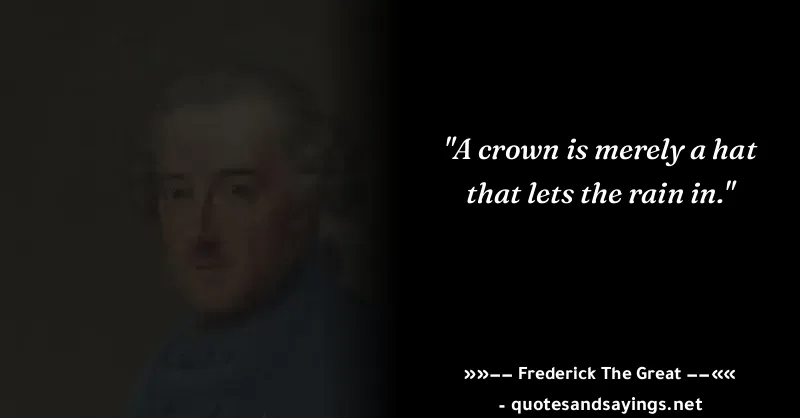 "A crown is merely a hat
that lets the rain in."
»»−− Frederick The Great −−««
- quotesandsayings.net